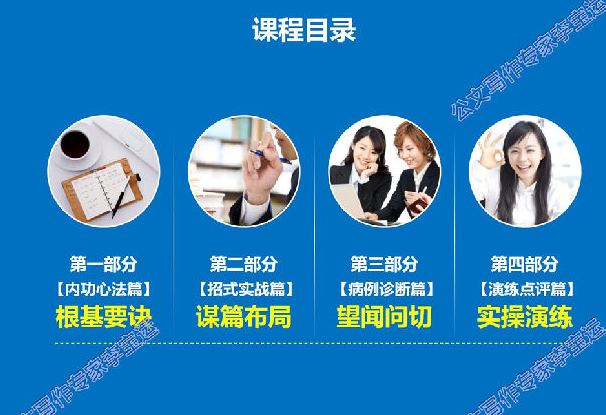 课程目录
公文写作专家李宝运
第一部分
【内功心法篇】
根基要诀
第二部分
【招式实战篇】
谋篇布局
第三部分
【病例诊断篇】
望闻问切
第四部分
【演练点评篇】
实操演练
文写作专家李宝运